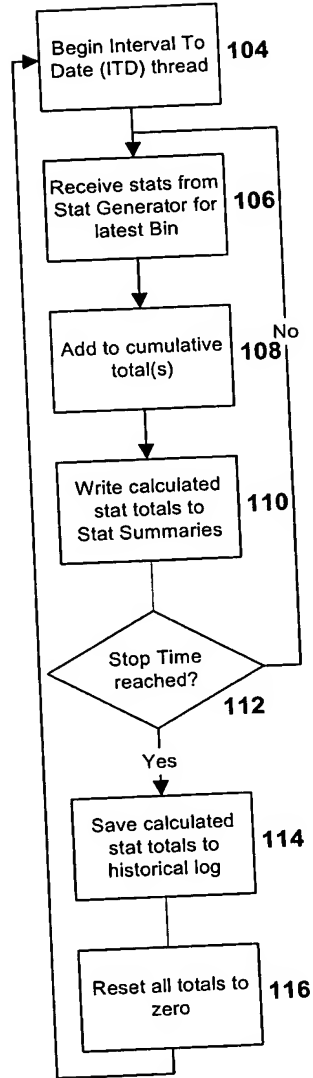 Begin Interval To
Date (ITD) thread
104
Receive stats from
Stat Generator for
latest Bin
106
No
Add to cumulative
total(s)
108
Write calculated
stat totals to
Stat Summaries
110
Stop Time
reached?
112
Yes
Save calculated
stat totals to
historical log
114
Reset all totals to
zero
116